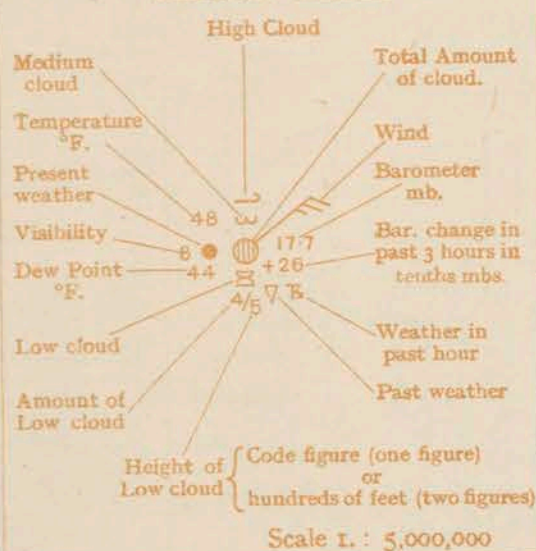 High Cloud
Medium
cloud
Total Amount
of cloud.
Temperature
°F.
Wind
Present
weather
Barometer
mb.
48
Visibility
8
17·7
Bar. change in
past 3 hours in
tenths mbs.
+26
Dew Point
°F.
44
4/5
Low cloud
Weather in
past hour
Amount of
Low cloud
Past weather
Height of
Low cloud
Code figure (one figure)
or
hundreds of feet (two figures)
Scale 1. : 5,000,000